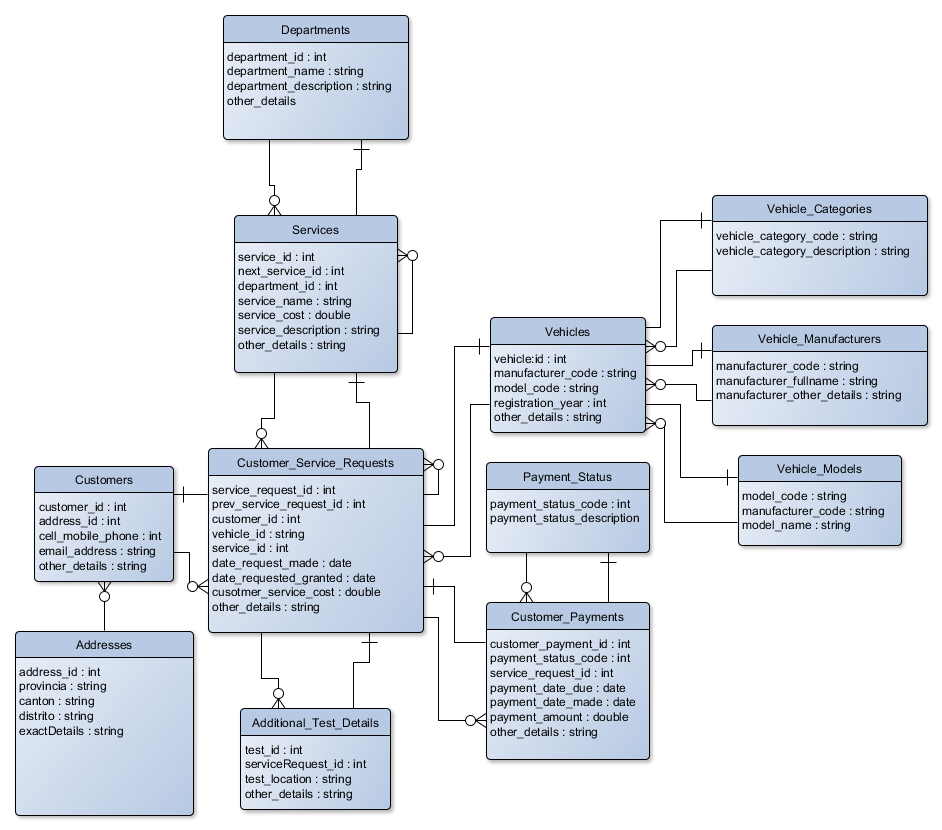 Departments
department_id : int
department_name : string
department_description : string
other_details
Services
service_id : int
next_service_id : int
department_id : int
service_name : string
service_cost : double
service_description : string
other_details : string
Vehicle_Categories
vehicle_category_code : string
vehicle_category_description : string
Vehicles
vehicle:id : int
manufacturer_code : string
model_code : string
registration_year : int
other_details : string
Vehicle_Manufacturers
manufacturer_code : string
manufacturer_fullname : string
manufacturer_other_details : string
Customers
customer_id : int
address_id : int
cell_mobile_phone : int
email_address : string
other_details : string
Customer_Service_Requests
service_request_id : int
prev_service_request_id : int
customer_id : int
vehicle_id : string
service_id : int
date_request_made : date
date_requested_granted : date
cusotmer_service_cost : double
other_details : string
Payment_Status
payment_status_code : int
payment_status_description
Vehicle_Models
model_code : string
manufacturer_code : string
model_name : string
Addresses
address_id : int
provincia : string
canton : string
distrito : string
exactDetails : string
Additional_Test_Details
test_id : int
serviceRequest_id : int
test_location : string
other_details : string
Customer_Payments
customer_payment_id : int
payment_status_code : int
service_request_id : int
payment_date_due : date
payment_date_made : date
payment_amount : double
other_details : string